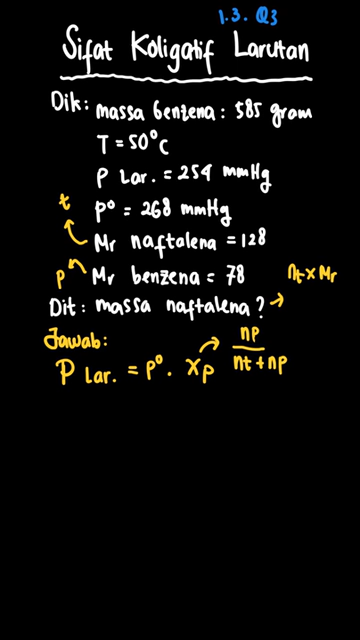 1.3. Q3
Sifat Koligatif Larutan
Dik: massa benzena: 585 gram
T = 50°C
P Lar. = 254 mmHg
t P° = 268 mmHg
Mr naftalena = 128
P Mr benzena = 78 nt x Mr
Dit: massa naftalena?
Jawab:
P Lar. = P° . Xp np / nt + np